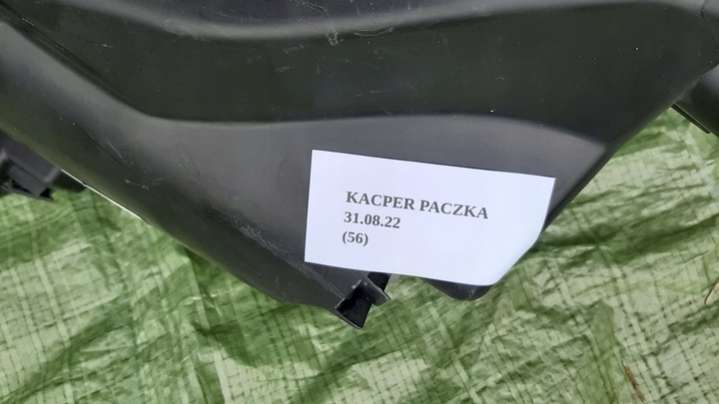 KACPER PACZKA
31.08.22
(56)